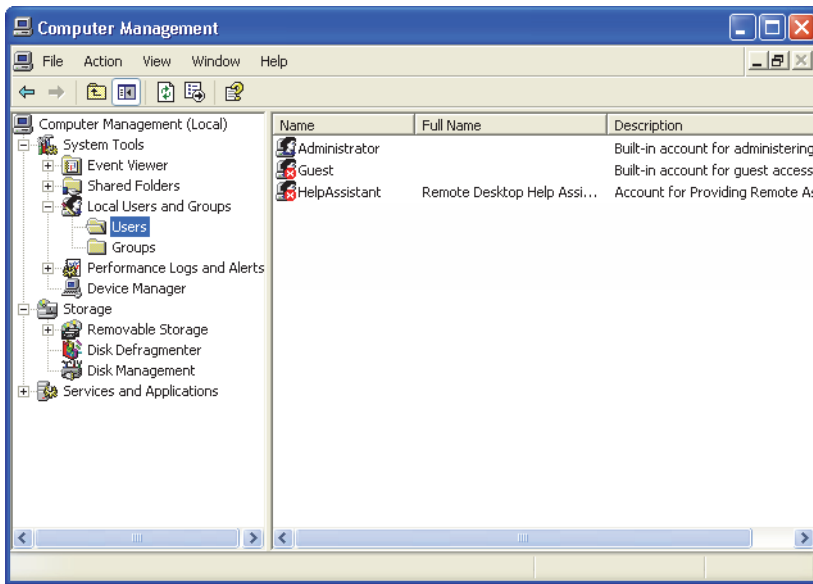 Computer Management
File Action View Window Help
Computer Management (Local)
System Tools
Event Viewer
Shared Folders
Local Users and Groups
Users
Groups
Performance Logs and Alerts
Device Manager
Storage
Removable Storage
Disk Defragmenter
Disk Management
Services and Applications
Name Full Name Description
Administrator Built-in account for administering
Guest Built-in account for guest access
HelpAssistant Remote Desktop Help Assi... Account for Providing Remote As